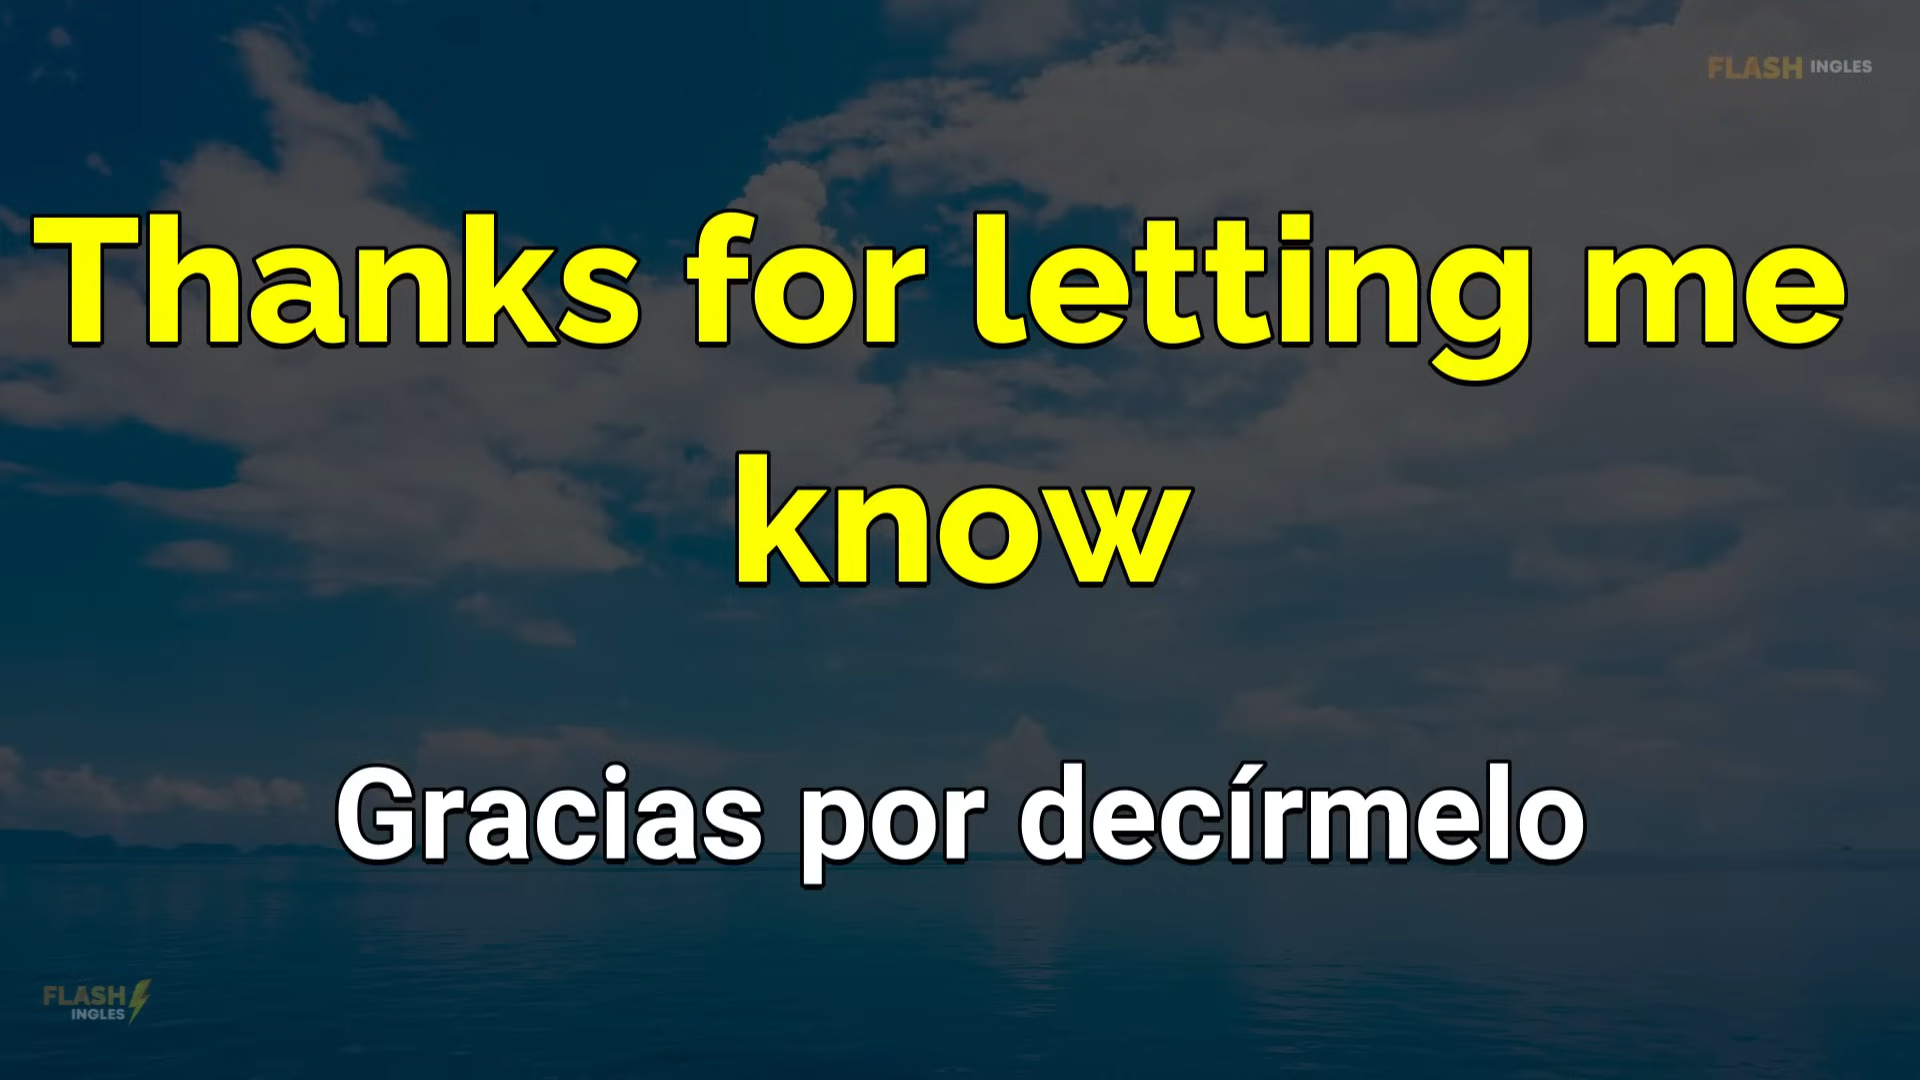 FLASH INGLES
Thanks for letting me
know
Gracias por decírmelo
FLASH
INGLES